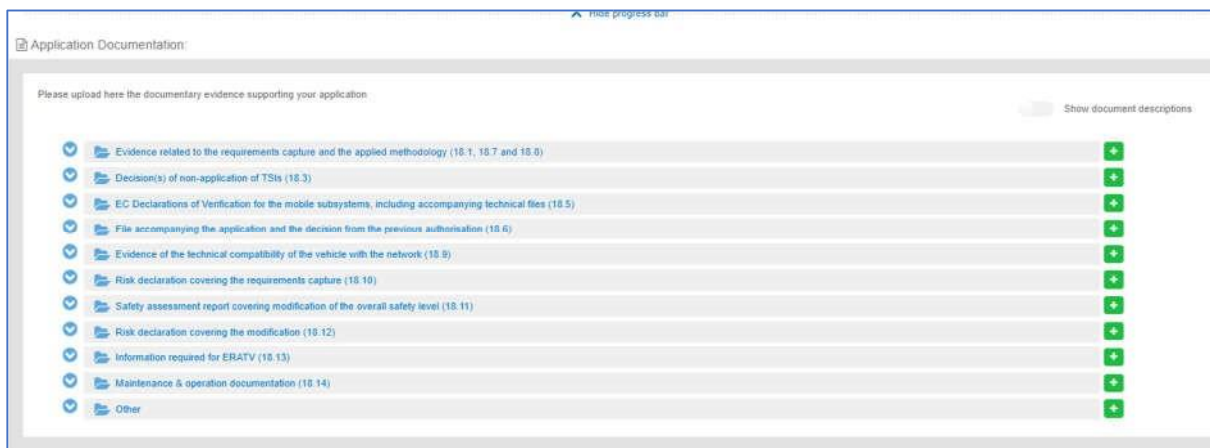 Hide progress bar
Application Documentation:
Please upload here the documentary evidence supporting your application
Show document descriptions
Evidence related to the requirements capture and the applied methodology (18.1, 18.7 and 18.8)
Decision(s) of non-application of TSIs (18.3)
EC Declarations of Verification for the mobile subsystems, including accompanying technical files (18.5)
File accompanying the application and the decision from the previous authorisation (18.6)
Evidence of the technical compatibility of the vehicle with the network (18.9)
Risk declaration covering the requirements capture (18.10)
Safety assessment report covering modification of the overall safety level (18.11)
Risk declaration covering the modification (18.12)
Information required for ERATV (18.13)
Maintenance & operation documentation (18.14)
Other